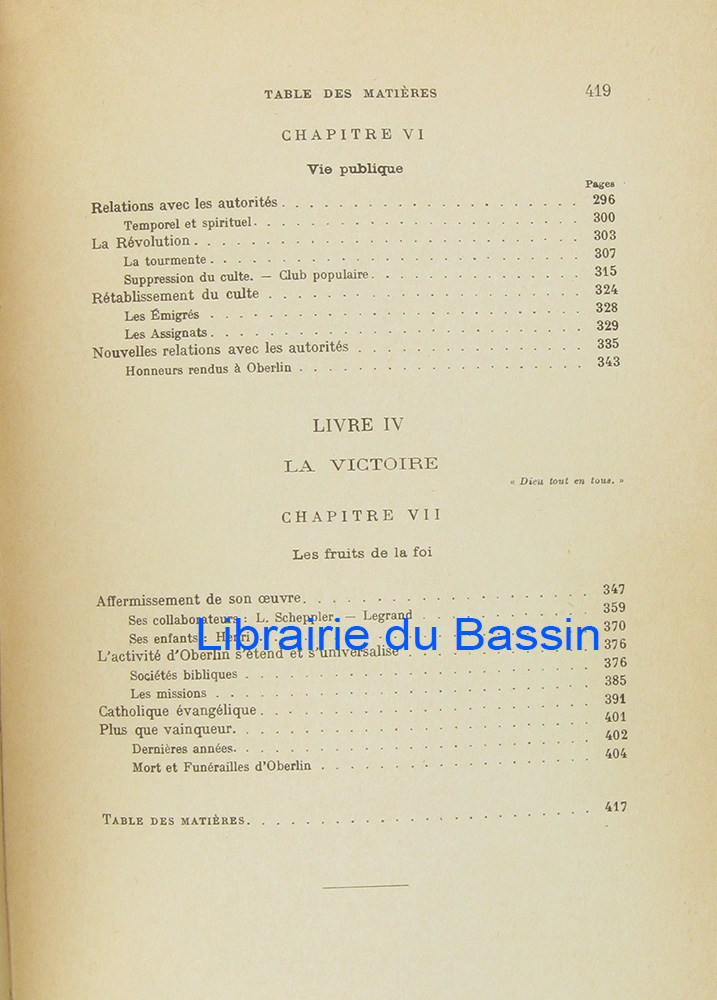 TABLE DES MATIÈRES 419
CHAPITRE VI
Vie publique
Pages
Relations avec les autorités . . . . . . . . . . . . . . . . . . . . 296
Temporel et spirituel. . . . . . . . . . . . . . . . . . . . . . 300
La Révolution . . . . . . . . . . . . . . . . . . . . . . . . . . 303
La tourmente . . . . . . . . . . . . . . . . . . . . . . . . . 307
Suppression du culte. — Club populaire. . . . . . . . . . . . . . 315
Rétablissement du culte . . . . . . . . . . . . . . . . . . . . . 324
Les Émigrés . . . . . . . . . . . . . . . . . . . . . . . . . 328
Les Assignats. . . . . . . . . . . . . . . . . . . . . . . . . 329
Nouvelles relations avec les autorités . . . . . . . . . . . . . . . 335
Honneurs rendus à Oberlin . . . . . . . . . . . . . . . . . . . 343
LIVRE IV
LA VICTOIRE
« Dieu tout en tous. »
CHAPITRE VII
Les fruits de la foi
Affermissement de son œuvre. . . . . . . . . . . . . . . . . . . 347
Ses collaborateurs : L. Scheppler. — Legrand . . . . . . . . . . . 359
Ses enfants : Henri . . . . . . . . . . . . . . . . . . . . . . 370
Librairie du Bassin
L'activité d'Oberlin s'étend et s'universalise . . . . . . . . . . . . 376
Sociétés bibliques . . . . . . . . . . . . . . . . . . . . . . . 376
Les missions . . . . . . . . . . . . . . . . . . . . . . . . . 385
Catholique évangélique . . . . . . . . . . . . . . . . . . . . . . 391
Plus que vainqueur. . . . . . . . . . . . . . . . . . . . . . . . 401
Dernières années. . . . . . . . . . . . . . . . . . . . . . . . 402
Mort et Funérailles d'Oberlin . . . . . . . . . . . . . . . . . . 404
TABLE DES MATIÈRES. . . . . . . . . . . . . . . . . . . . . . . 417